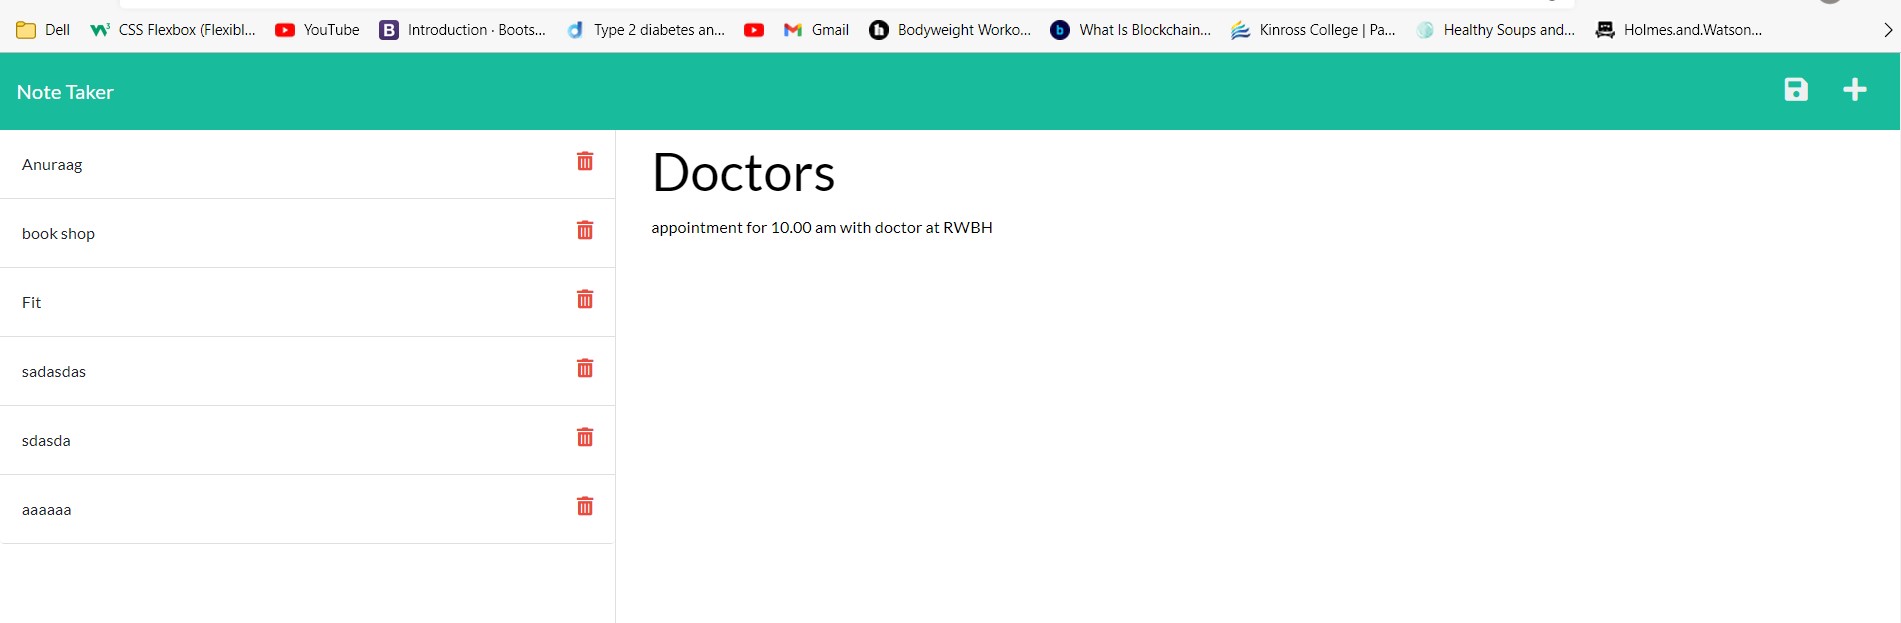 Dell CSS Flexbox (Flexibl... YouTube B Introduction · Boots... Type 2 diabetes an... Gmail h Bodyweight Worko... b What Is Blockchain... Kinross College | Pa... Healthy Soups and... Holmes.and.Watson...
Note Taker
Anuraag
book shop
Fit
sadasdas
sdasda
aaaaaa
Doctors
appointment for 10.00 am with doctor at RWBH